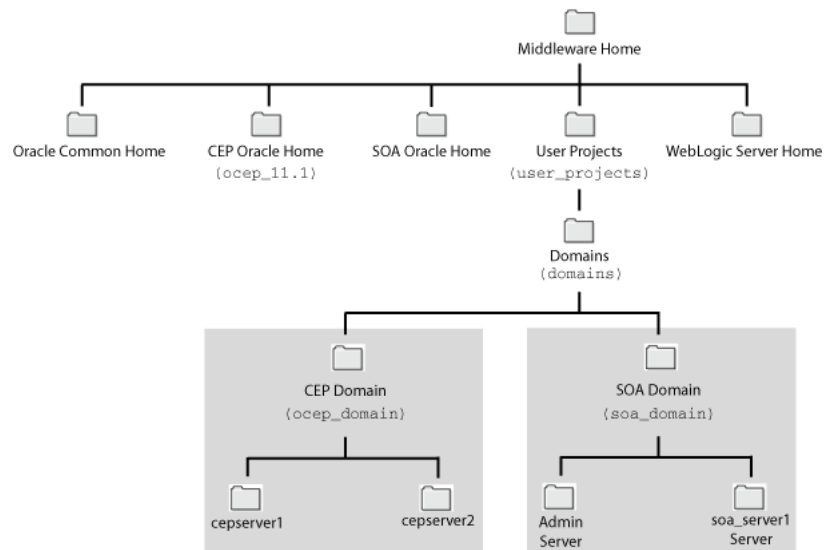 Middleware Home
Oracle Common Home
CEP Oracle Home
(ocep_11.1)
SOA Oracle Home
User Projects
(user_projects)
WebLogic Server Home
Domains
(domains)
CEP Domain
(ocep_domain)
SOA Domain
(soa_domain)
cepserver1
cepserver2
Admin
Server
soa_server1
Server